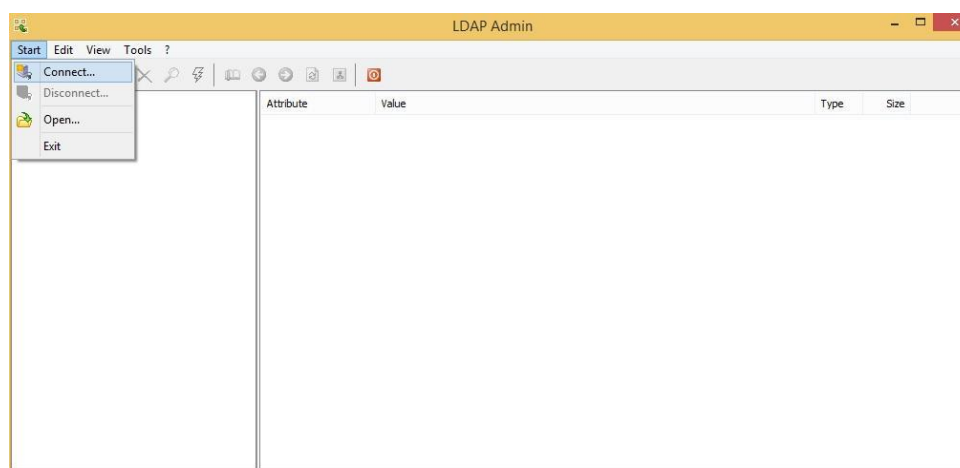 LDAP Admin
Start Edit View Tools ?
Connect...
Disconnect...
Open...
Exit
Attribute Value Type Size